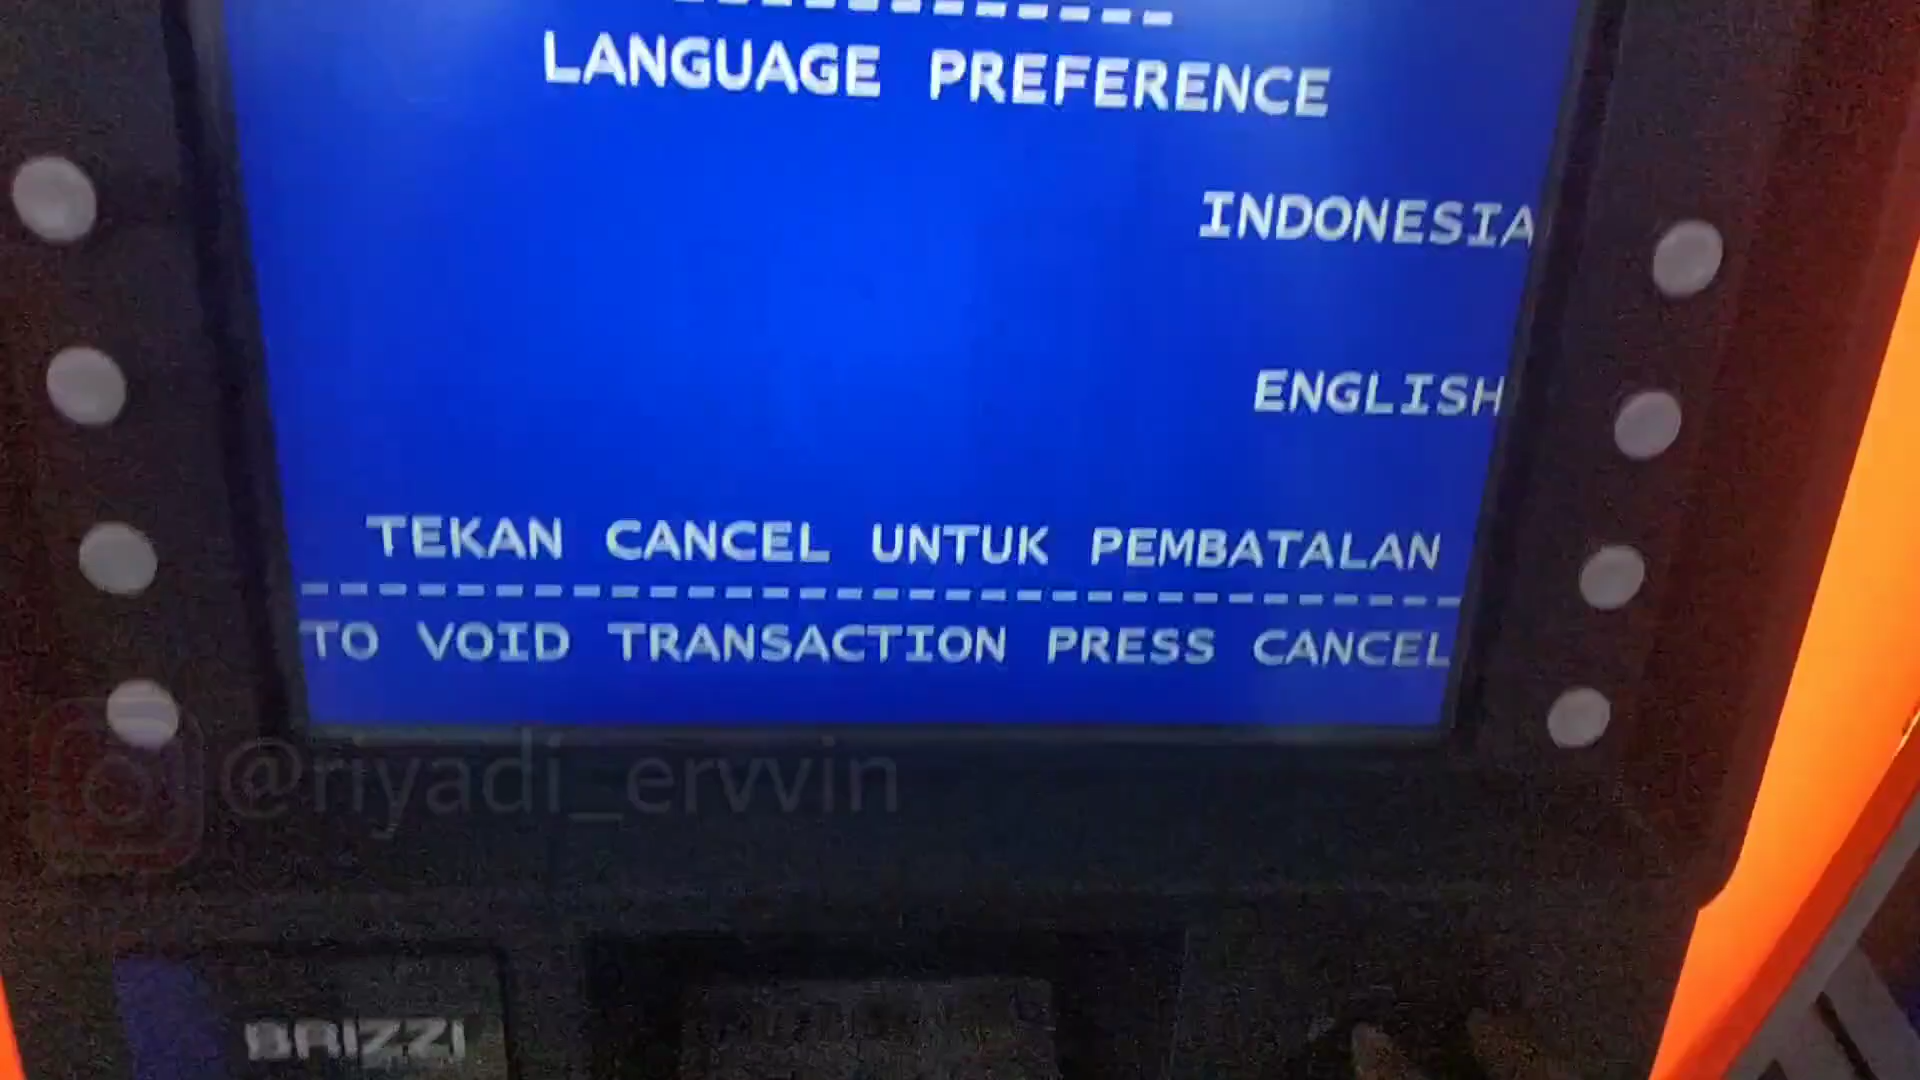 LANGUAGE PREFERENCE
INDONESIA
ENGLISH
TEKAN CANCEL UNTUK PEMBATALAN
TO VOID TRANSACTION PRESS CANCEL
@riyadi_ervvin
BRIZZI